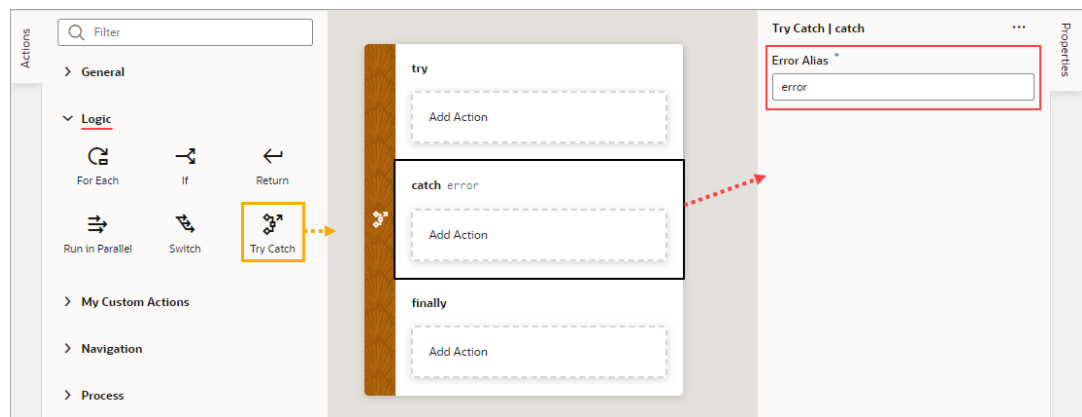 Actions
Filter
General
Logic
For Each
If
Return
Run in Parallel
Switch
Try Catch
My Custom Actions
Navigation
Process
try
Add Action
catch error
Add Action
finally
Add Action
Try Catch | catch
...
Error Alias *
error
Properties